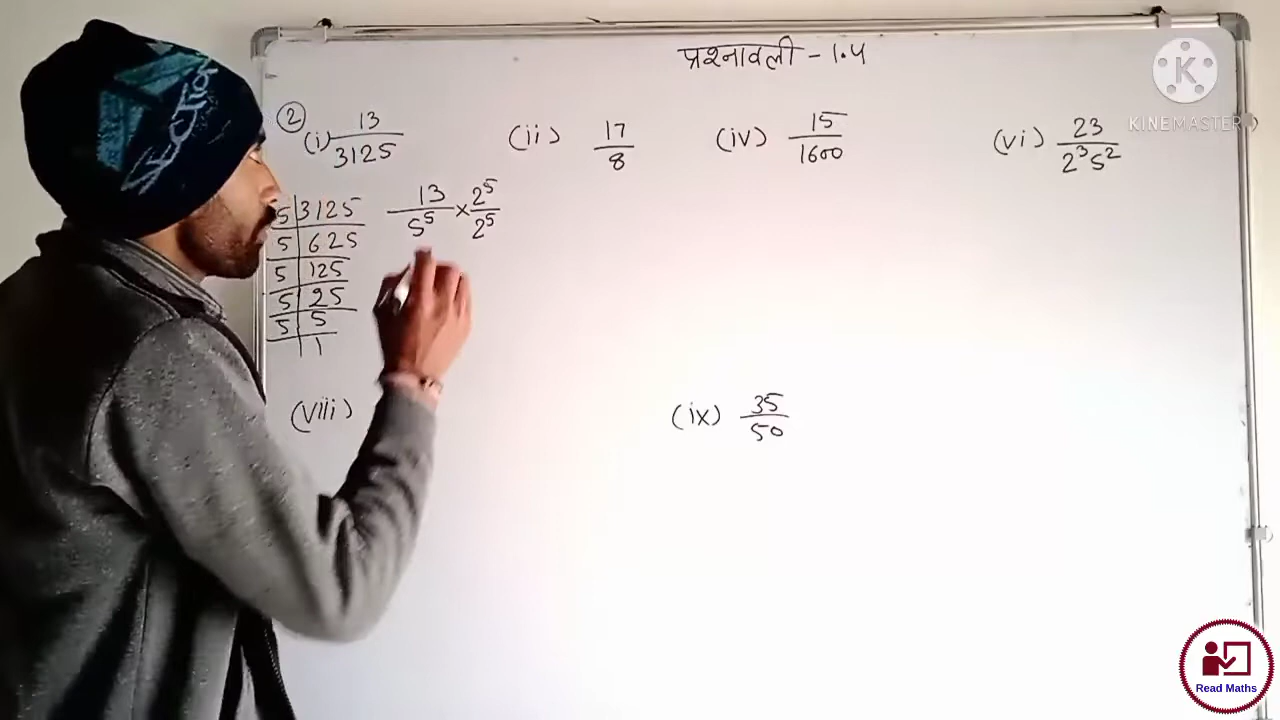 प्रश्नावली - 1.4
② (i) 13/3125 (ii) 17/8 (iv) 15/1600 (vi) 23/2³5²
5 | 3125
5 | 625
5 | 125
5 | 25
5 | 5
1
13/5⁵ × 2⁵/2⁵
(viii) (ix) 35/50
KINEMASTER
K
ECTION
Read Maths